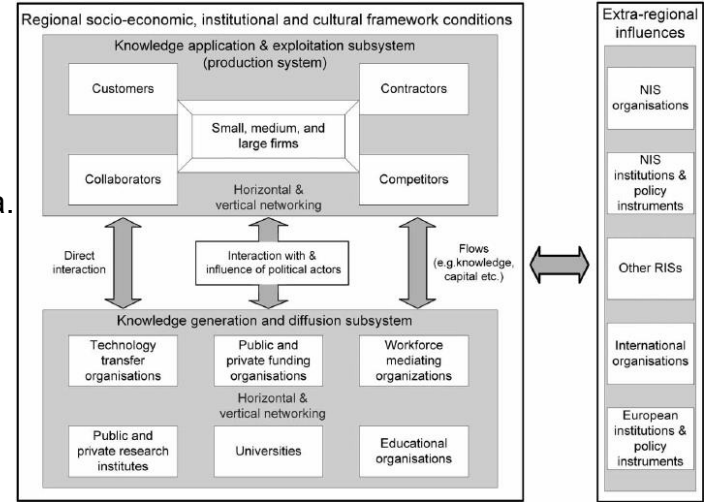 Regional socio-economic, institutional and cultural framework conditions
Knowledge application & exploitation subsystem
(production system)
Customers
Contractors
Small, medium, and
large firms
Collaborators
Competitors
Horizontal &
vertical networking
a.
Direct
interaction
Interaction with &
influence of political actors
Flows
(e.g.knowledge,
capital etc.)
Knowledge generation and diffusion subsystem
Technology
transfer
organisations
Public and
private funding
organisations
Workforce
mediating
organizations
Horizontal &
vertical networking
Public and
private research
institutes
Universities
Educational
organisations
Extra-regional
influences
NIS
organisations
NIS
institutions &
policy
instruments
Other RISs
International
organisations
European
institutions &
policy
instruments